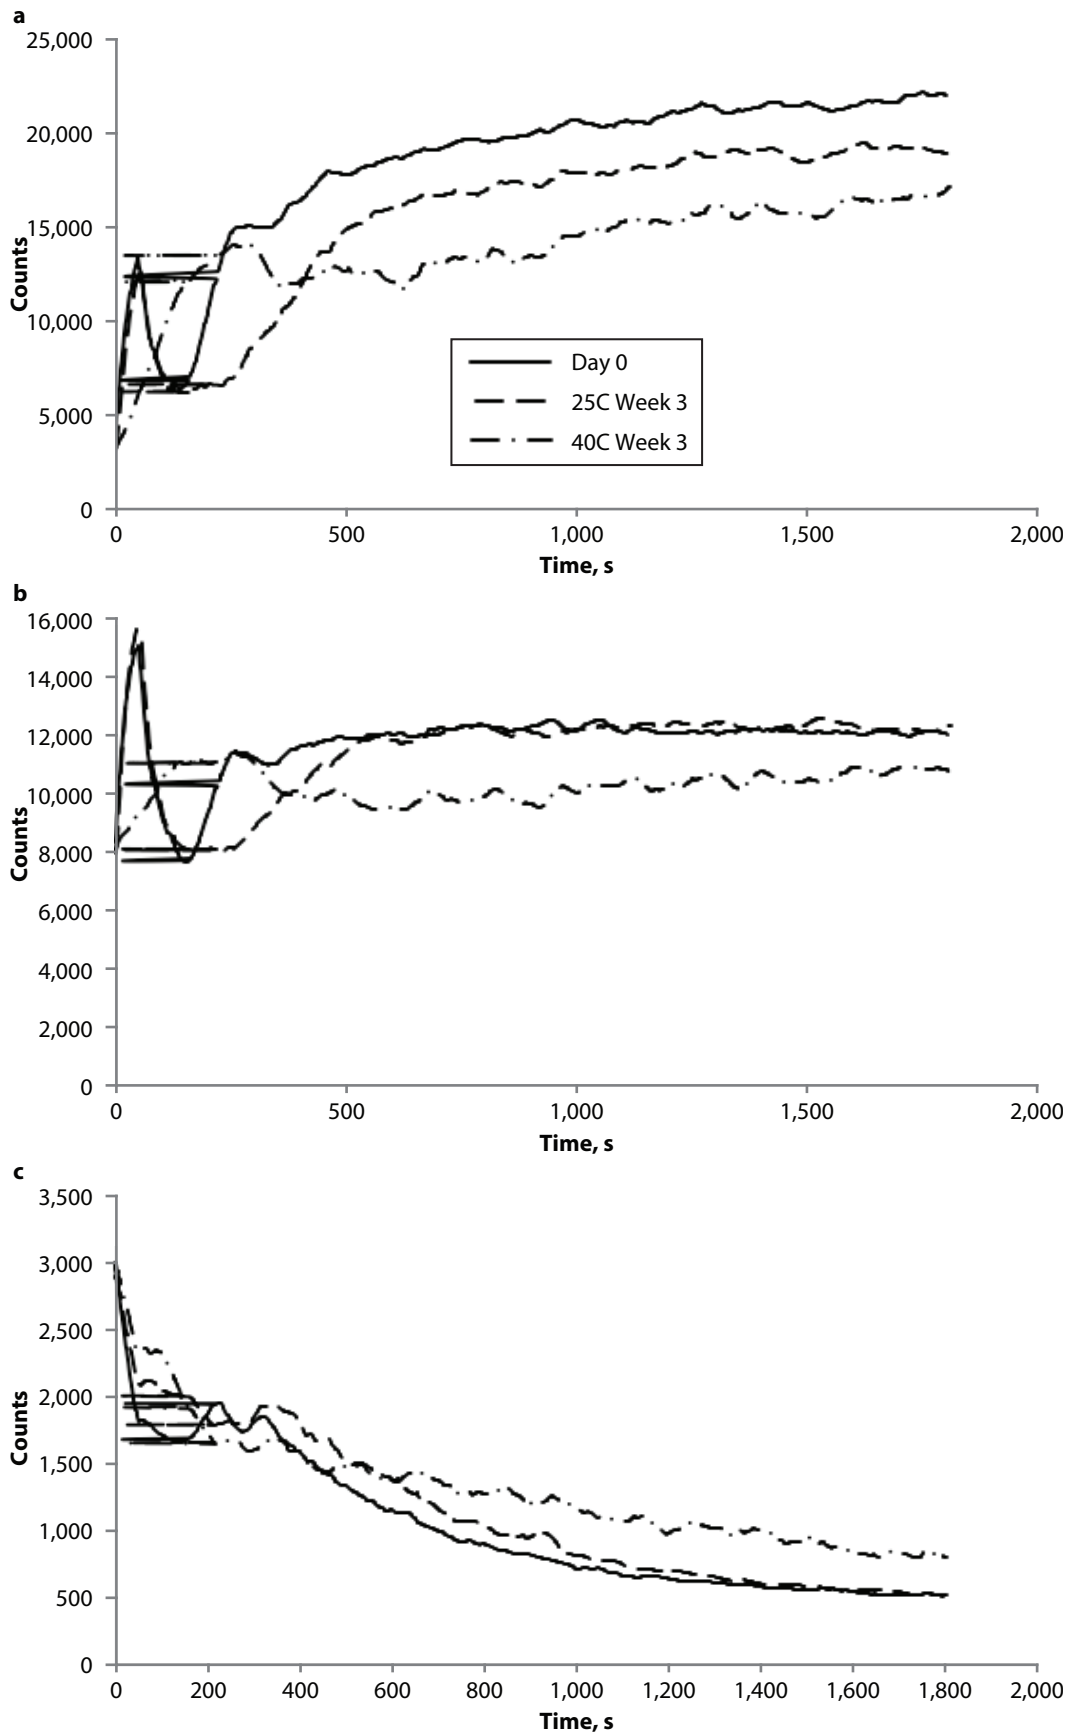 a
25,000
20,000
15,000
10,000
5,000
0
Counts
Day 0
25C Week 3
40C Week 3
0 500 1,000 1,500 2,000
Time, s
b
16,000
14,000
12,000
10,000
8,000
6,000
4,000
2,000
0
Counts
0 500 1,000 1,500 2,000
Time, s
c
3,500
3,000
2,500
2,000
1,500
1,000
500
0
Counts
0 200 400 600 800 1,000 1,200 1,400 1,600 1,800 2,000
Time, s